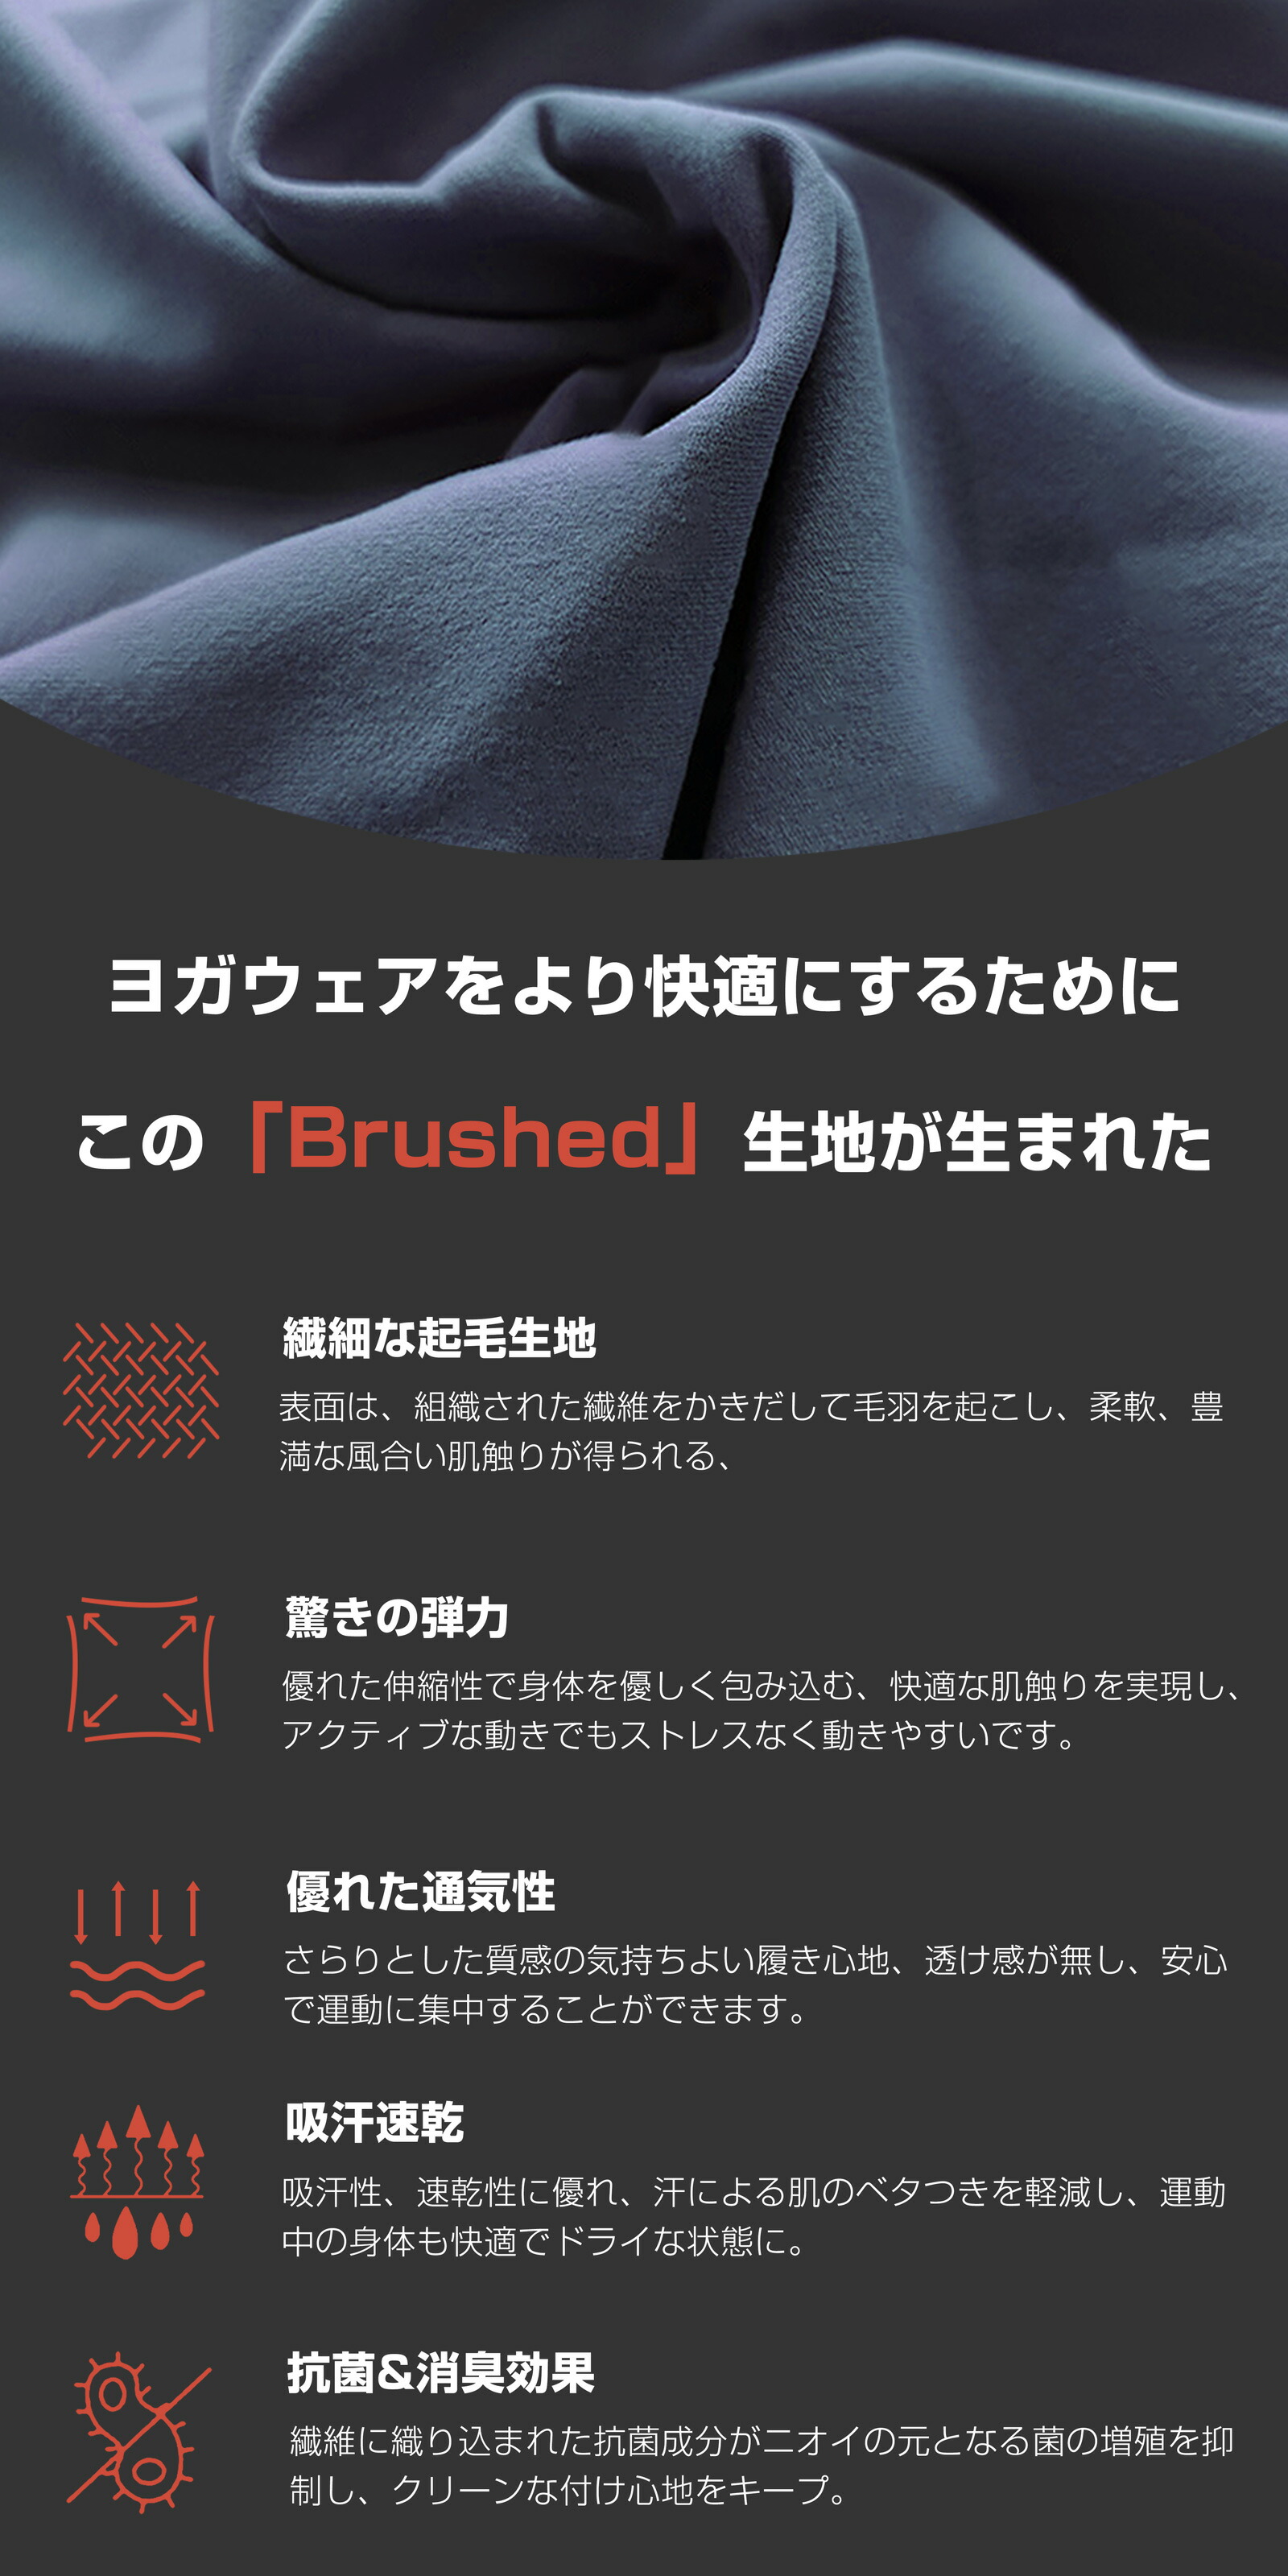 ヨガウェアをより快適にするために
この「Brushed」生地が生まれた
繊細な起毛生地
表面は、組織された繊維をかきだして毛羽を起こし、柔軟、豊
満な風合い肌触りが得られる、
驚きの弾力
優れた伸縮性で身体を優しく包み込む、快適な肌触りを実現し、
アクティブな動きでもストレスなく動きやすいです。
優れた通気性
さらりとした質感の気持ちよい履き心地、透け感が無し、安心
で運動に集中することができます。
吸汗速乾
吸汗性、速乾性に優れ、汗による肌のベタつきを軽減し、運動
中の身体も快適でドライな状態に。
抗菌&消臭効果
繊維に織り込まれた抗菌成分がニオイの元となる菌の増殖を抑
制し、クリーンな付け心地をキープ。